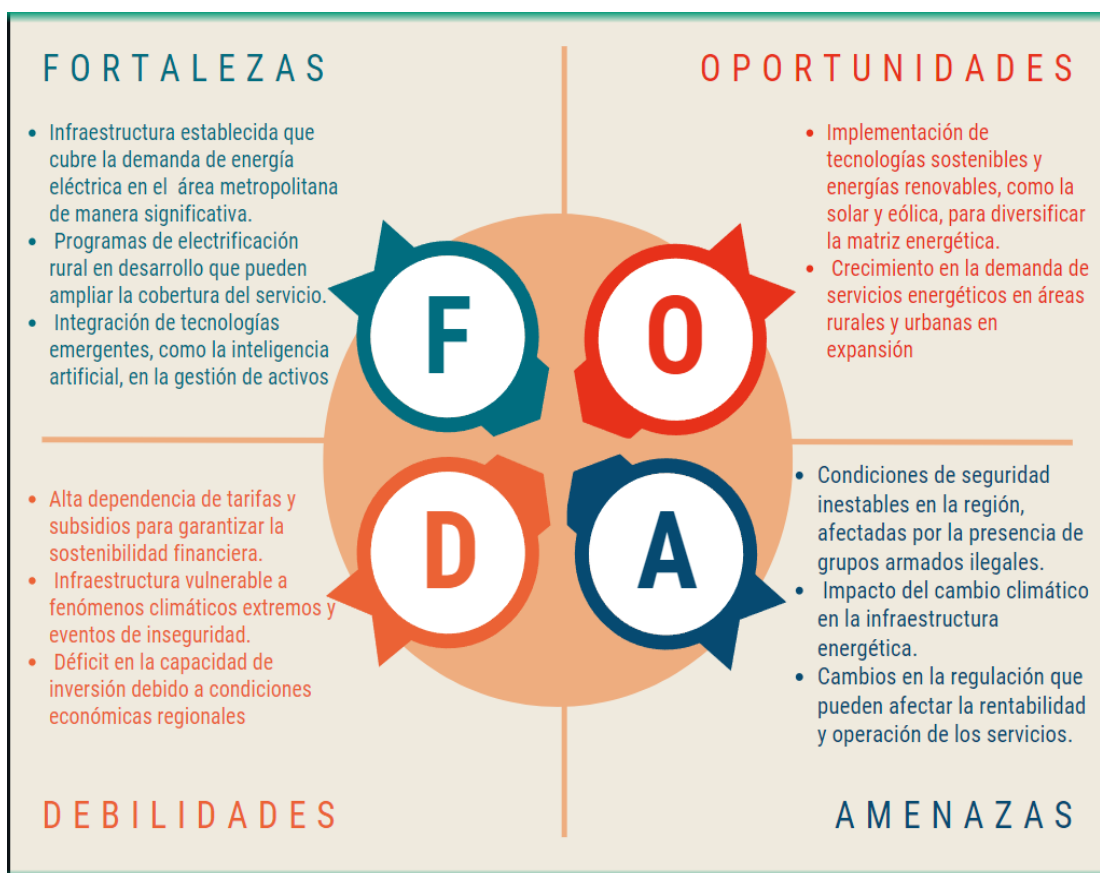 FORTALEZAS
• Infraestructura establecida que
cubre la demanda de energía
eléctrica en el área metropolitana
de manera significativa.
• Programas de electrificación
rural en desarrollo que pueden
ampliar la cobertura del servicio.
• Integración de tecnologías
emergentes, como la inteligencia
artificial, en la gestión de activos
OPORTUNIDADES
• Implementación de
tecnologías sostenibles y
energías renovables, como la
solar y eólica, para diversificar
la matriz energética.
• Crecimiento en la demanda de
servicios energéticos en áreas
rurales y urbanas en
expansión
F
O
D
A
• Alta dependencia de tarifas y
subsidios para garantizar la
sostenibilidad financiera.
• Infraestructura vulnerable a
fenómenos climáticos extremos y
eventos de inseguridad.
• Déficit en la capacidad de
inversión debido a condiciones
económicas regionales
DEBILIDADES
• Condiciones de seguridad
inestables en la región,
afectadas por la presencia de
grupos armados ilegales.
• Impacto del cambio climático
en la infraestructura
energética.
• Cambios en la regulación que
pueden afectar la rentabilidad
y operación de los servicios.
AMENAZAS